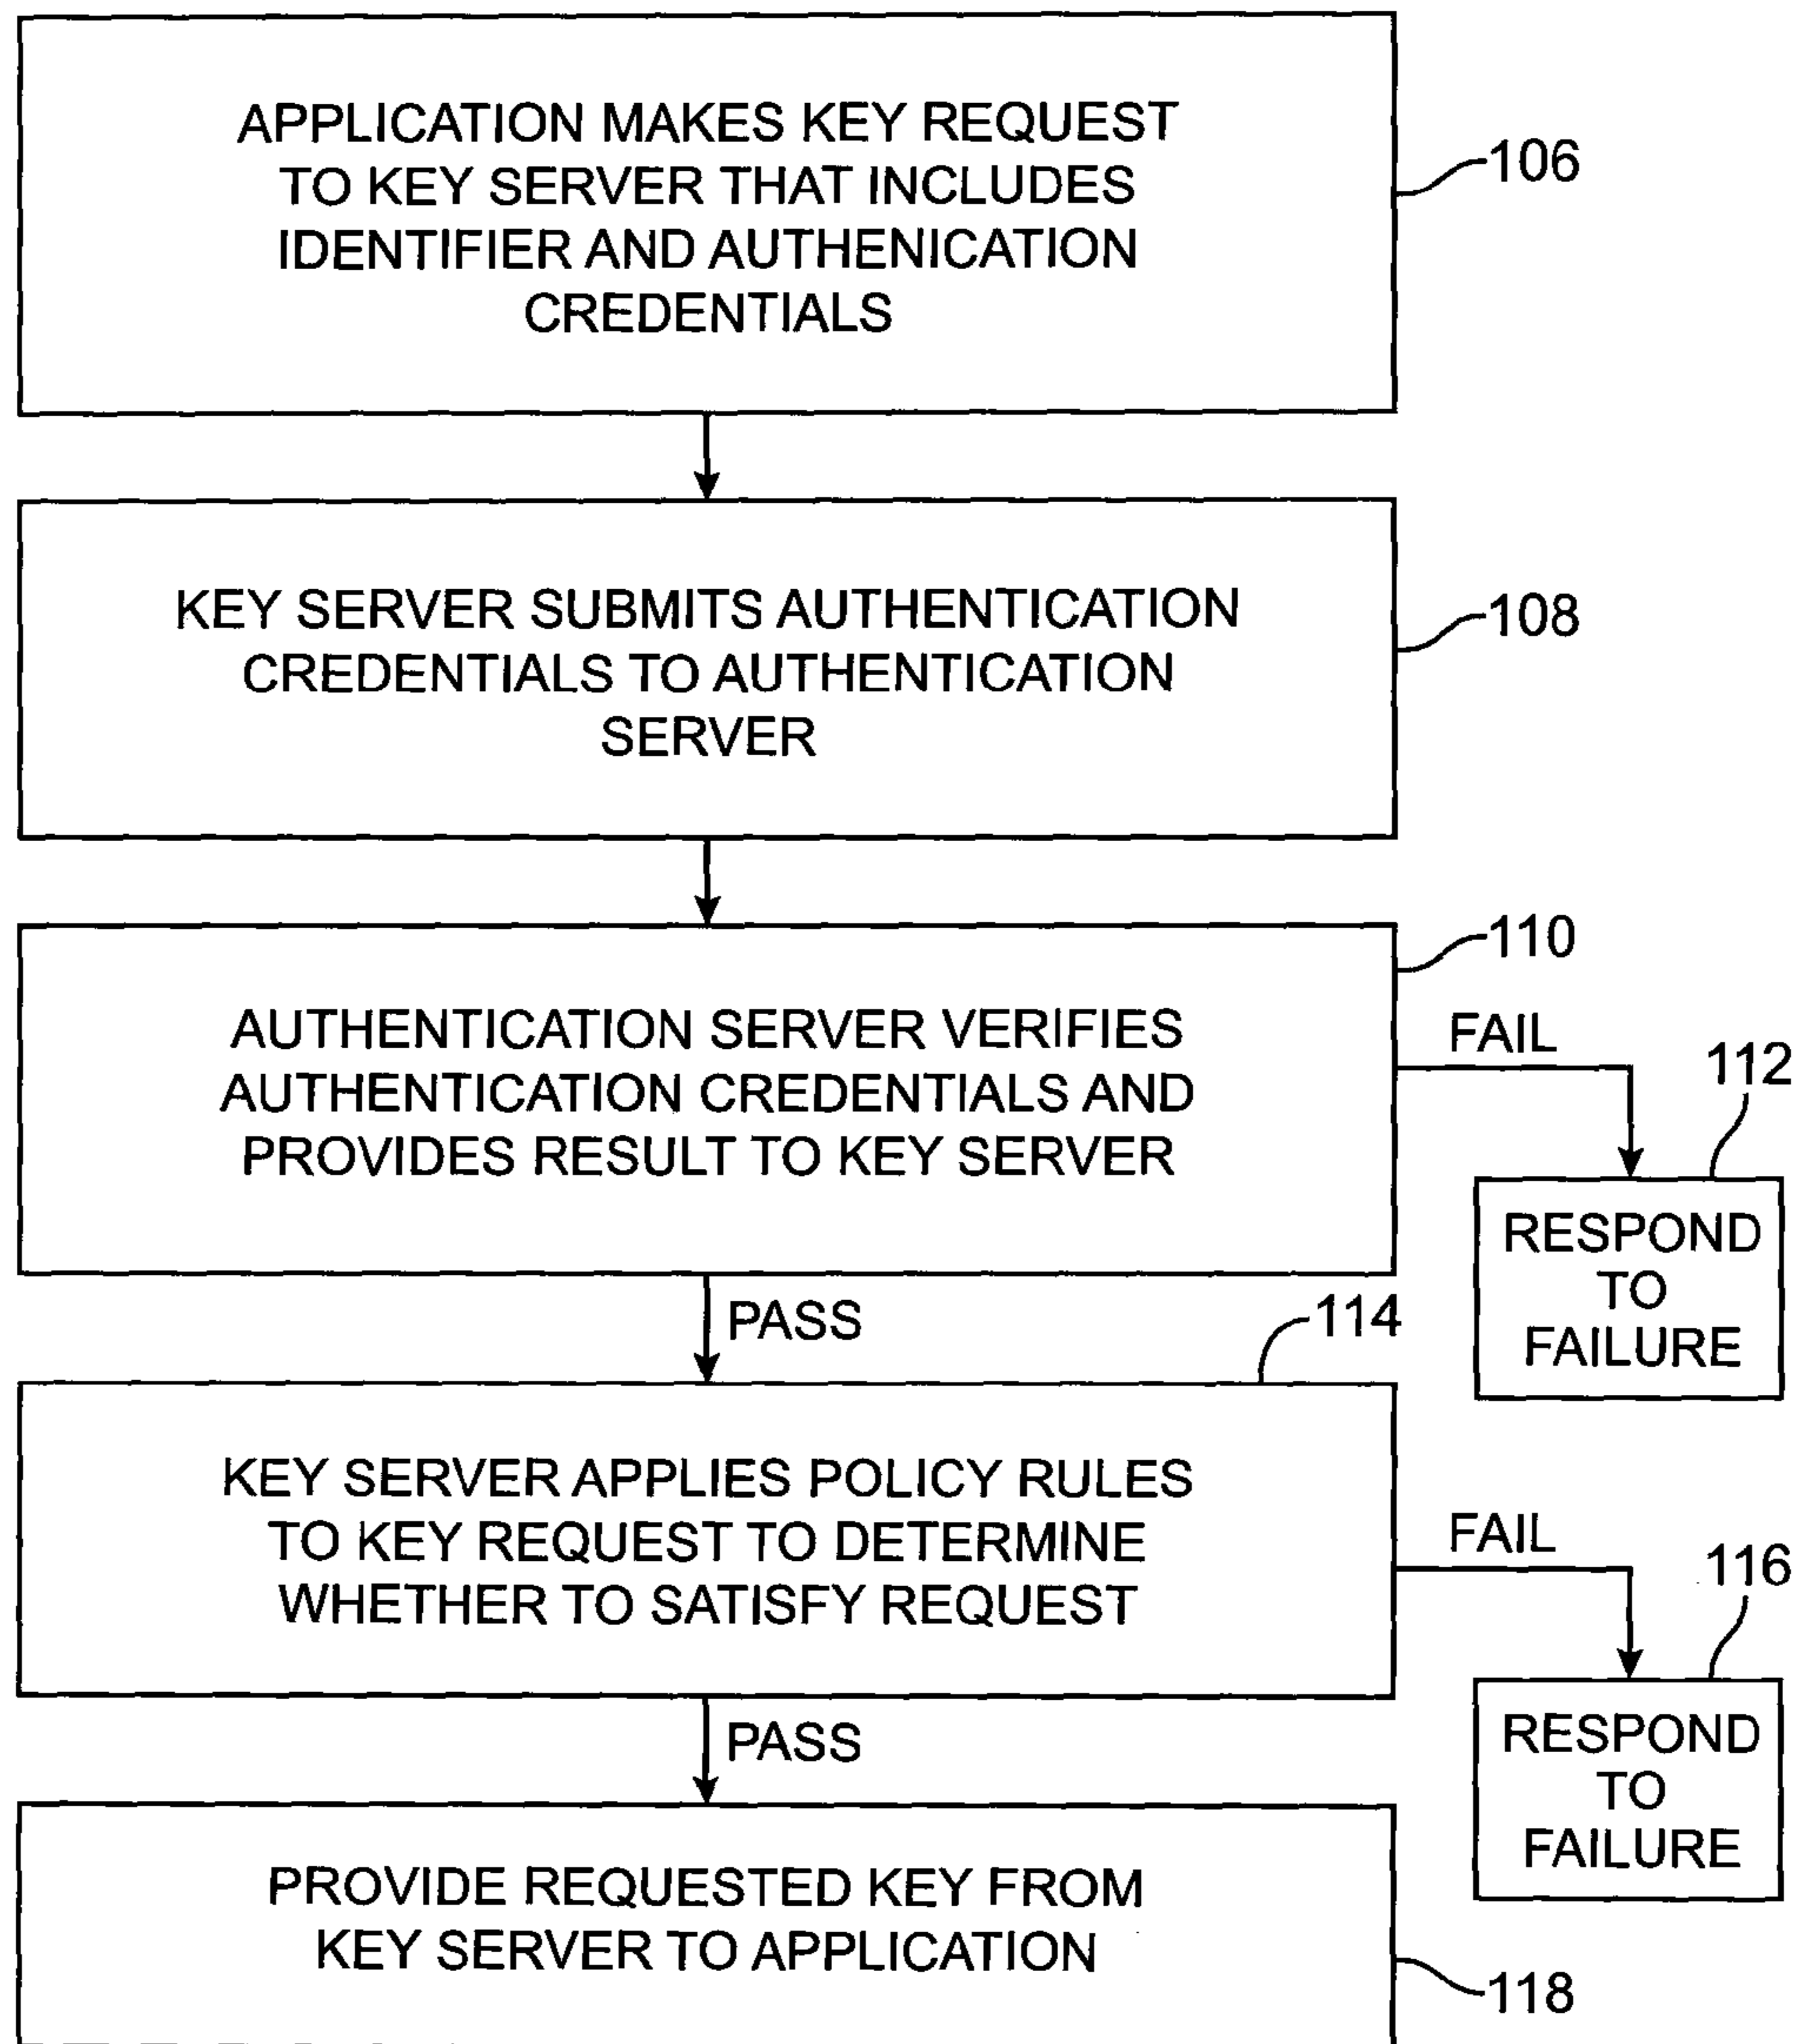 APPLICATION MAKES KEY REQUEST
TO KEY SERVER THAT INCLUDES
IDENTIFIER AND AUTHENICATION
CREDENTIALS
106
KEY SERVER SUBMITS AUTHENTICATION
CREDENTIALS TO AUTHENTICATION
SERVER
108
110
AUTHENTICATION SERVER VERIFIES
AUTHENTICATION CREDENTIALS AND
PROVIDES RESULT TO KEY SERVER
FAIL
112
RESPOND
TO
FAILURE
PASS
114
KEY SERVER APPLIES POLICY RULES
TO KEY REQUEST TO DETERMINE
WHETHER TO SATISFY REQUEST
FAIL
116
RESPOND
TO
FAILURE
PASS
PROVIDE REQUESTED KEY FROM
KEY SERVER TO APPLICATION
118